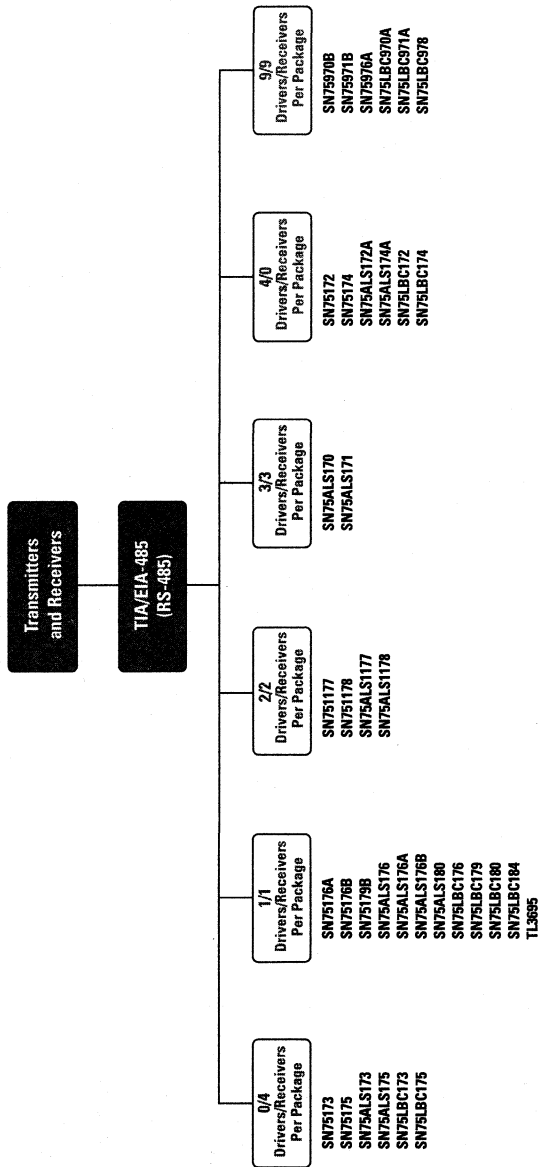 Transmitters
and Receivers
TIA/EIA-485
(RS-485)
0/4
Drivers/Receivers
Per Package
SN75173
SN75175
SN75ALS173
SN75ALS175
SN75LBC173
SN75LBC175
1/1
Drivers/Receivers
Per Package
SN75176A
SN75176B
SN75179B
SN75ALS176
SN75ALS176A
SN75ALS176B
SN75ALS180
SN75LBC176
SN75LBC179
SN75LBC180
SN75LBC184
TL3695
2/2
Drivers/Receivers
Per Package
SN751177
SN751178
SN75ALS1177
SN75ALS1178
3/3
Drivers/Receivers
Per Package
SN75ALS170
SN75ALS171
4/0
Drivers/Receivers
Per Package
SN75172
SN75174
SN75ALS172A
SN75ALS174A
SN75LBC172
SN75LBC174
9/9
Drivers/Receivers
Per Package
SN75970B
SN75971B
SN75976A
SN75LBC970A
SN75LBC971A
SN75LBC978